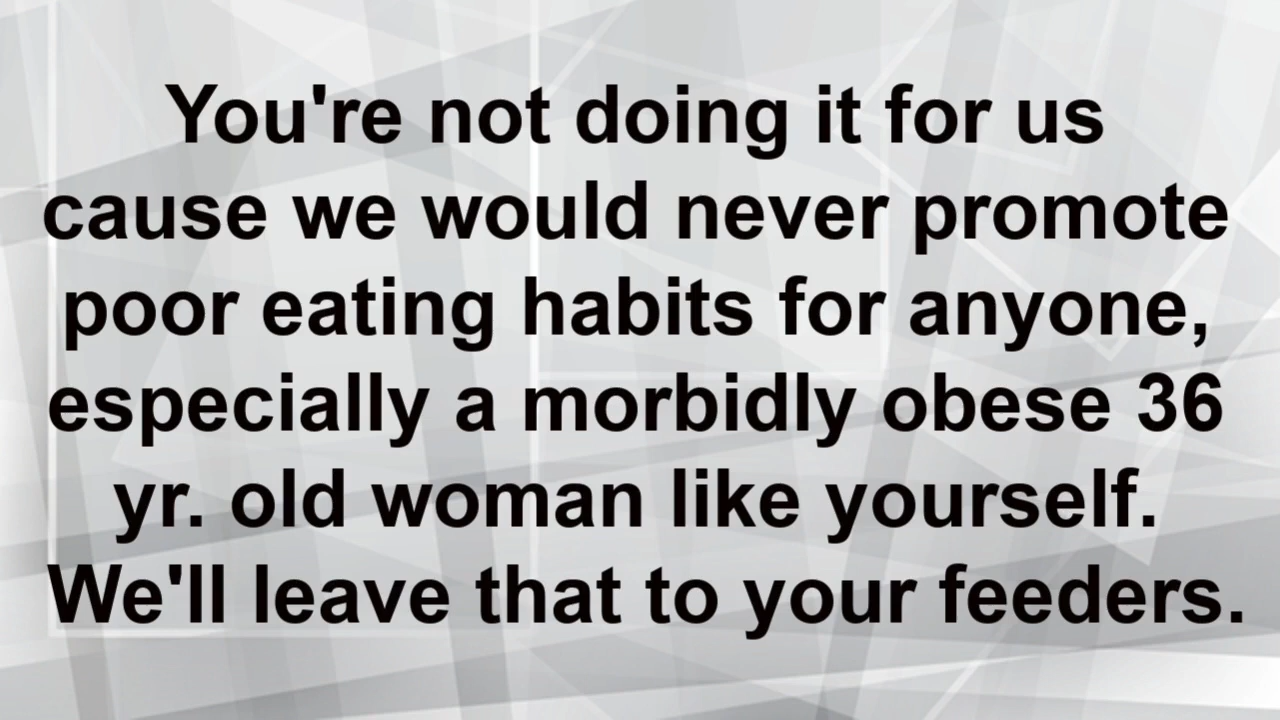 You're not doing it for us
cause we would never promote
poor eating habits for anyone,
especially a morbidly obese 36
yr. old woman like yourself.
We'll leave that to your feeders.